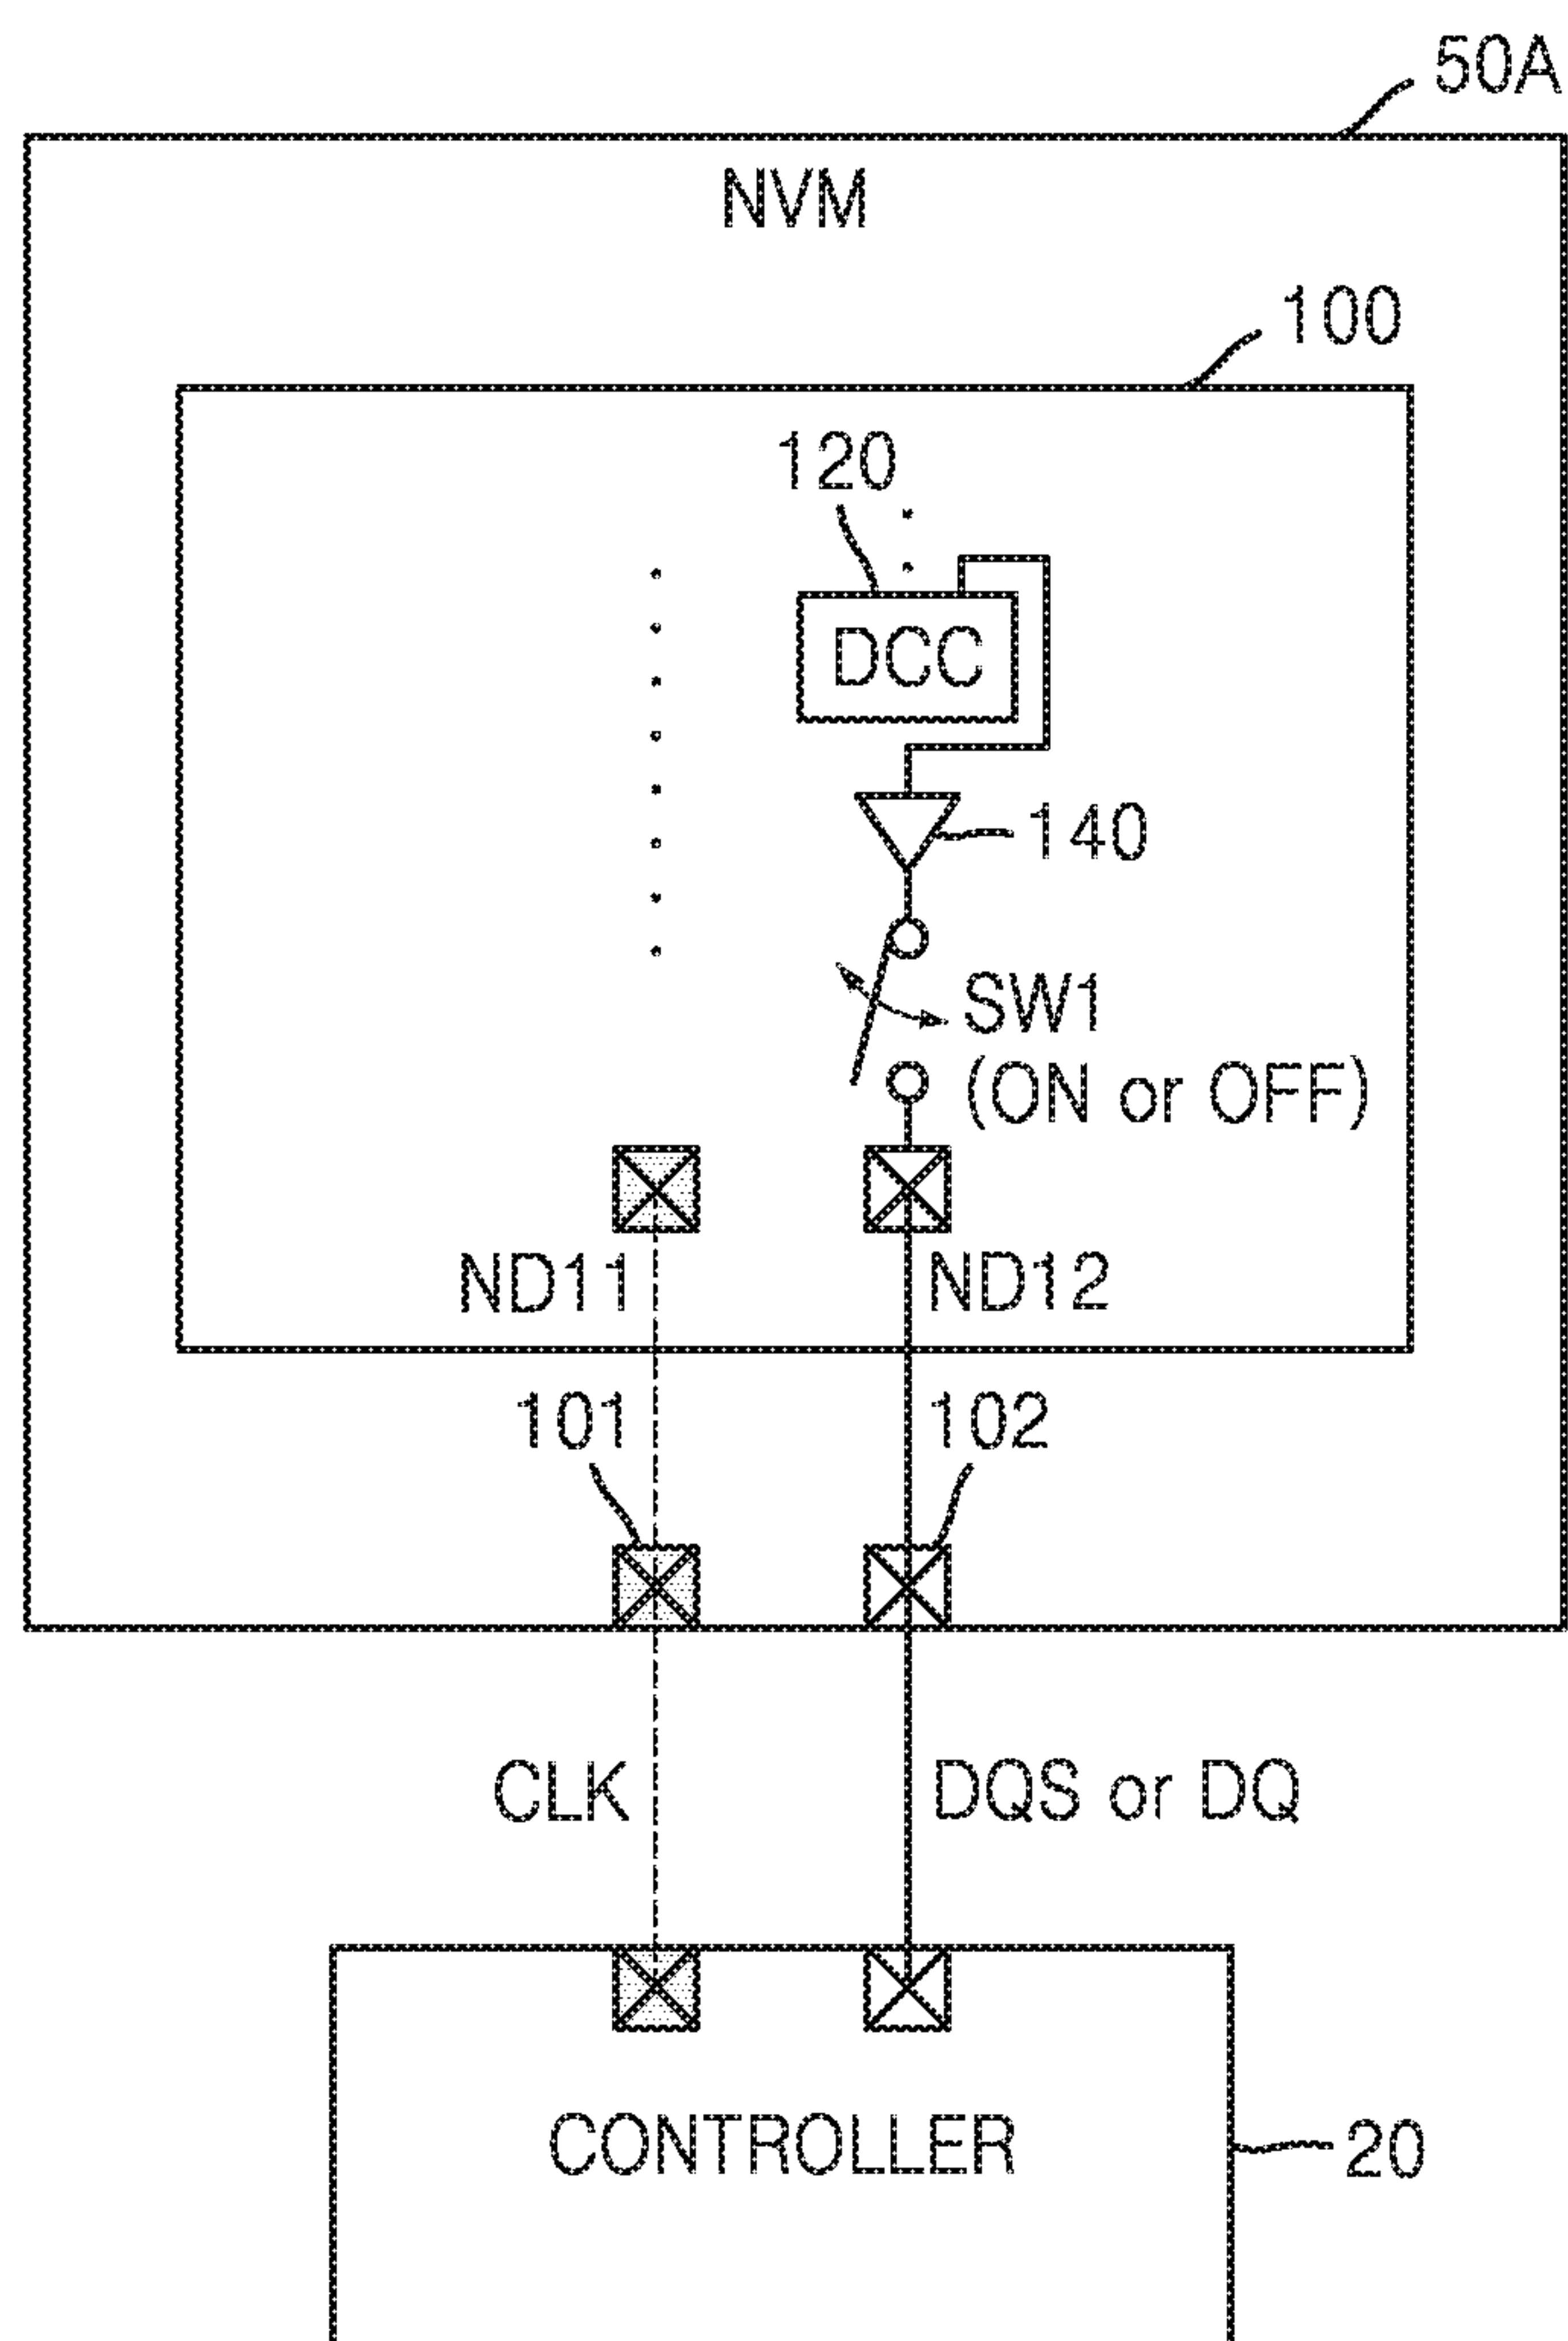 50A
NVM
100
120
DCC
140
SW1
(ON or OFF)
ND11
ND12
101
102
CLK
DQS or DQ
CONTROLLER
20